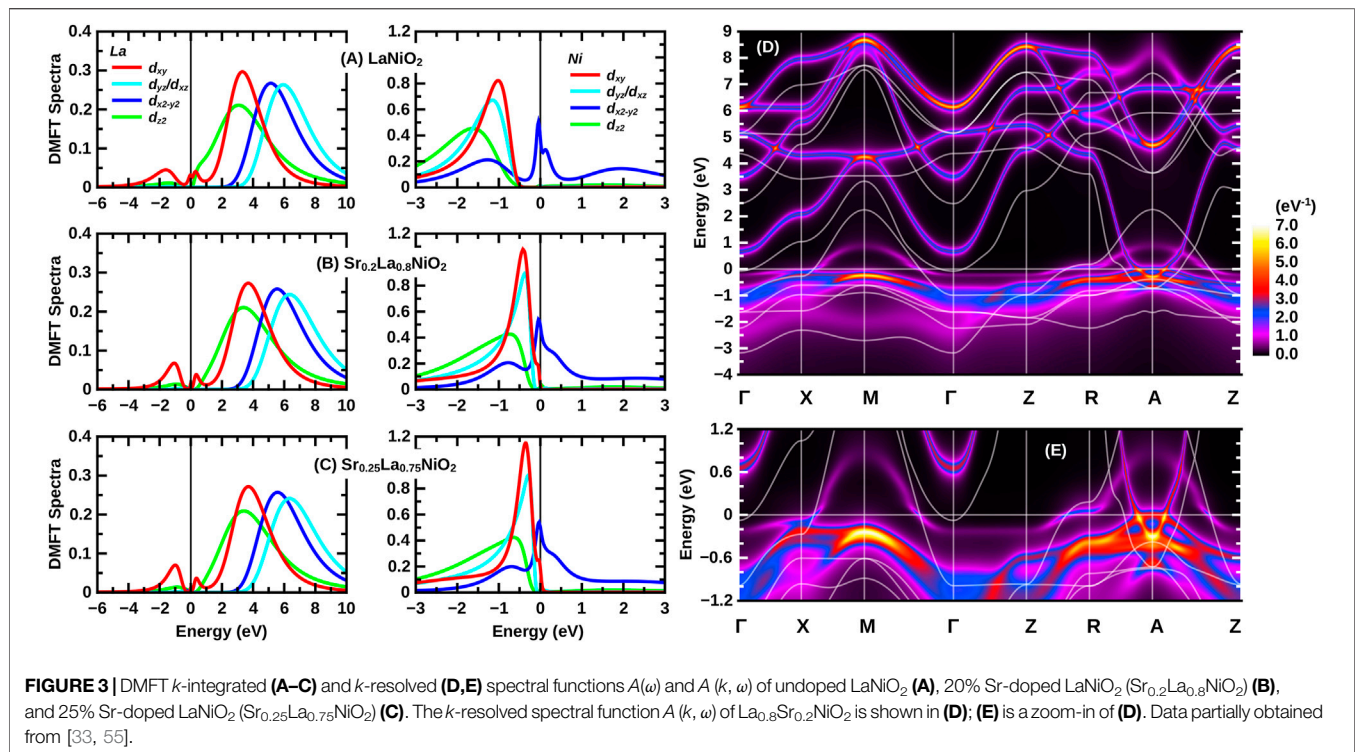 (A) LaNiO2
La
dxy
dyz/dxz
dx2-y2
dz2
DMFT Spectra
0.4
0.3
0.2
0.1
0
−6 −4 −2 0 2 4 6 8 10
Ni
dxy
dyz/dxz
dx2-y2
dz2
1.2
0.8
0.6
0.4
0.2
0
−3 −2 −1 0 1 2 3
(B) Sr0.2La0.8NiO2
DMFT Spectra
0.4
0.3
0.2
0.1
0
−6 −4 −2 0 2 4 6 8 10
1.2
0.8
0.6
0.4
0.2
0
−3 −2 −1 0 1 2 3
(C) Sr0.25La0.75NiO2
DMFT Spectra
0.4
0.3
0.2
0.1
0
−6 −4 −2 0 2 4 6 8 10
Energy (eV)
1.2
0.8
0.6
0.4
0.2
0
−3 −2 −1 0 1 2 3
Energy (eV)
(D)
Energy (eV)
9
8
7
6
5
4
3
2
1
0
−1
−2
−3
−4
Γ X M Γ Z R A Z
(eV-1)
7.0
6.0
5.0
4.0
3.0
2.0
1.0
0.0
(E)
Energy (eV)
1.2
0.6
0
−0.6
−1.2
Γ X M Γ Z R A Z
FIGURE 3 | DMFT k-integrated (A–C) and k-resolved (D,E) spectral functions A(ω) and A (k, ω) of undoped LaNiO2 (A), 20% Sr-doped LaNiO2 (Sr0.2La0.8NiO2) (B),
and 25% Sr-doped LaNiO2 (Sr0.25La0.75NiO2) (C). The k-resolved spectral function A (k, ω) of La0.8Sr0.2NiO2 is shown in (D); (E) is a zoom-in of (D). Data partially obtained
from [33, 55].